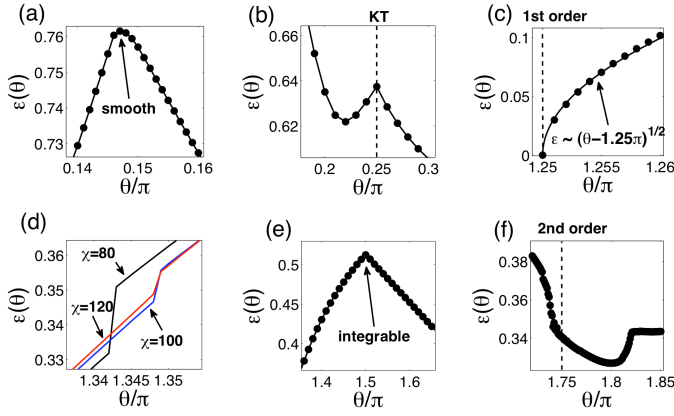 (a)
ε(θ)
0.76
0.75
0.74
0.73
smooth
0.14
0.15
0.16
θ/π
(b)
KT
ε(θ)
0.66
0.64
0.62
0.2
0.25
0.3
θ/π
(c)
1st order
ε(θ)
0.1
0.05
0
ε ~ (θ−1.25π)^1/2
1.25
1.255
1.26
θ/π
(d)
ε(θ)
0.36
0.35
0.34
0.33
χ=80
χ=120
χ=100
1.34
1.345
1.35
θ/π
(e)
ε(θ)
0.5
0.45
0.4
integrable
1.4
1.5
1.6
θ/π
(f)
2nd order
ε(θ)
0.38
0.36
0.34
1.75
1.8
1.85
θ/π